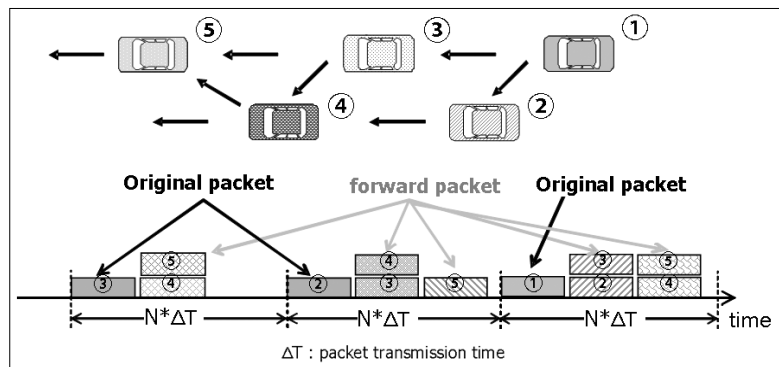 ⑤ ③ ①
④ ②
Original packet forward packet Original packet
⑤ ④ ③ ⑤
③ ④ ② ③ ⑤ ① ② ④
N*ΔT N*ΔT N*ΔT time
ΔT : packet transmission time